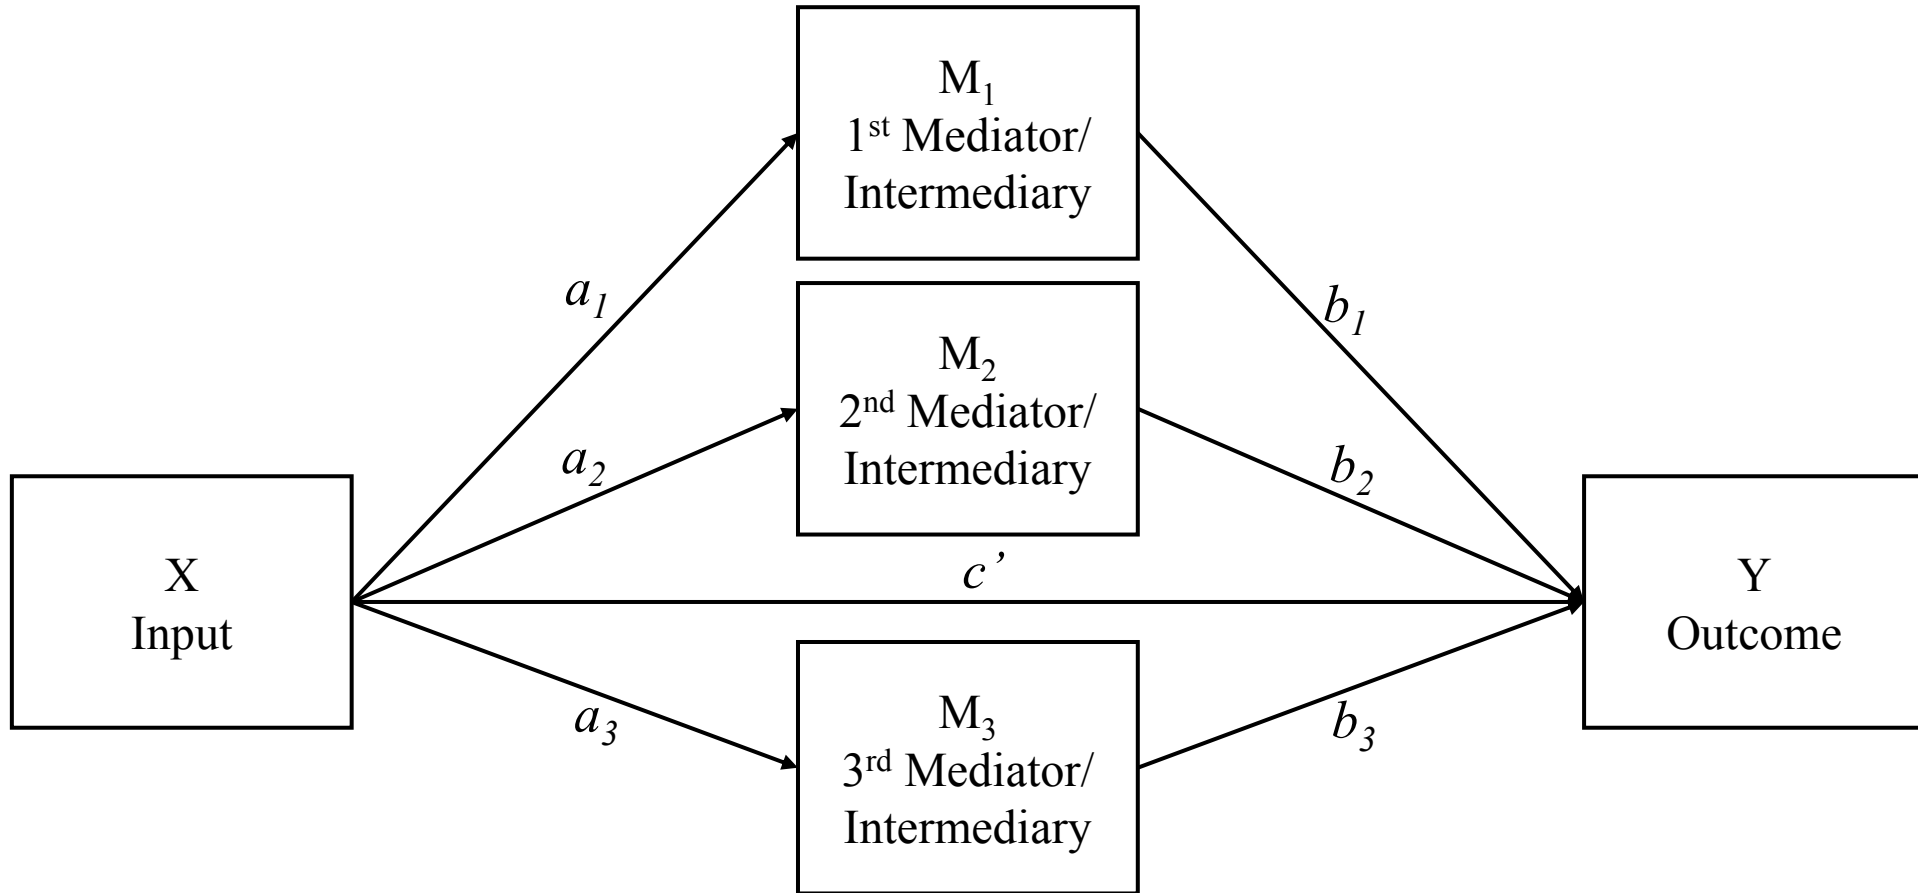 M₁
1ˢᵗ Mediator/
Intermediary
a₁
b₁
M₂
2ⁿᵈ Mediator/
Intermediary
a₂
b₂
X
Input
c’
Y
Outcome
a₃
b₃
M₃
3ʳᵈ Mediator/
Intermediary